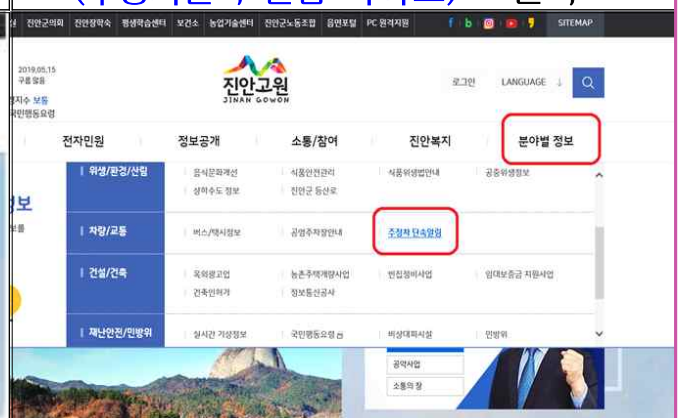 진안군의회 진안장학숙 평생학습센터 보건소 농업기술센터 진안군노동조합 읍면포털 PC 원격지원 SITEMAP
2019.05.15
구름 많음
보통
국민행동요령
진안고원
JINAN GOWON
로그인 LANGUAGE
전자민원 정보공개 소통/참여 진안복지 분야별 정보
위생/환경/산림 음식문화개선 식품안전관리 식품위생법안내 공중위생정보
상하수도 정보 진안군 등산로
차량/교통 버스/택시정보 공영주차장안내 주정차 단속알림
건설/건축 옥외광고업 농촌주택개량사업 빈집정비사업 임대보증금 지원사업
건축인허가 정보통신공사
재난안전/민방위 실시간 기상정보 국민행동요령 비상대피시설 민방위
공약사업
소통의 장